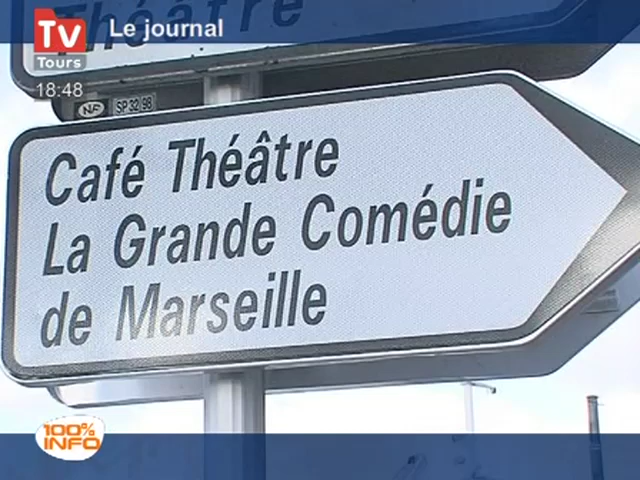 Tv
Tours
Le journal
Théâtre
18:48
NF SP 32 98
Café Théâtre
La Grande Comédie
de Marseille
100%
INFO